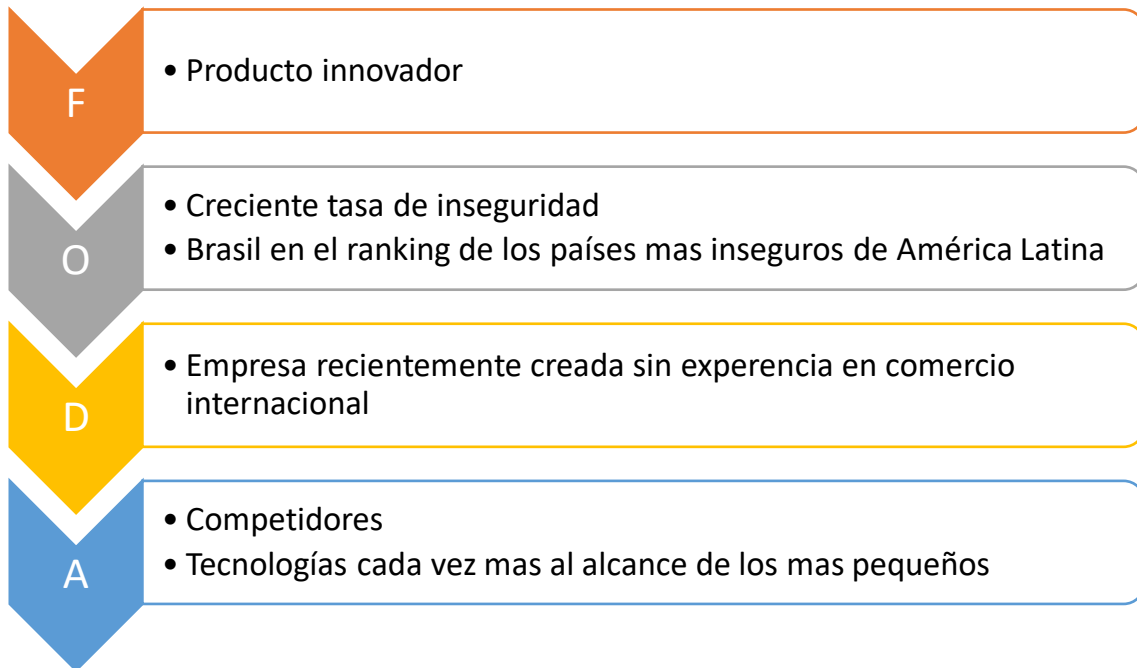 F
• Producto innovador
O
• Creciente tasa de inseguridad
• Brasil en el ranking de los países mas inseguros de América Latina
D
• Empresa recientemente creada sin experencia en comercio
internacional
A
• Competidores
• Tecnologías cada vez mas al alcance de los mas pequeños